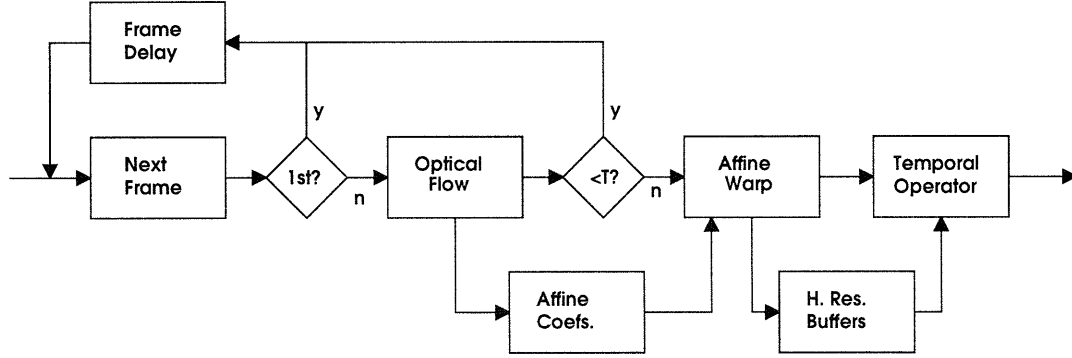 Frame
Delay
y
y
Next
Frame
1st?
n
Optical
Flow
<T?
n
Affine
Warp
Temporal
Operator
Affine
Coefs.
H. Res.
Buffers